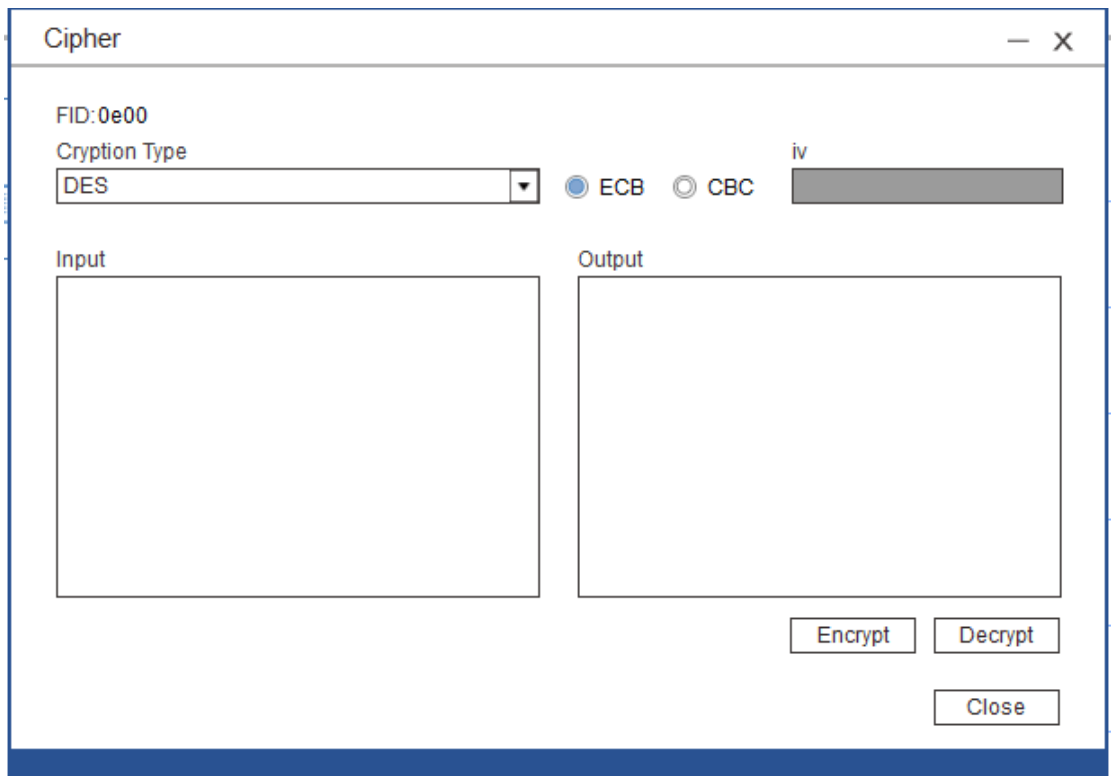 Cipher
FID: 0e00
Cryption Type
iv
DES
ECB
CBC
Input
Output
Encrypt
Decrypt
Close